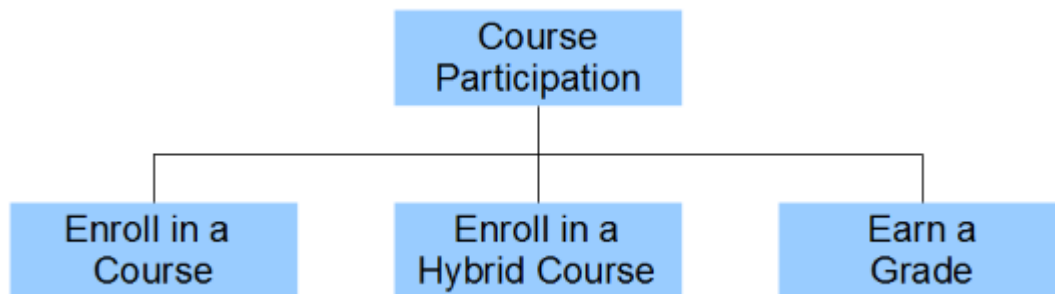 Course
Participation
Enroll in a
Course
Enroll in a
Hybrid Course
Earn a
Grade